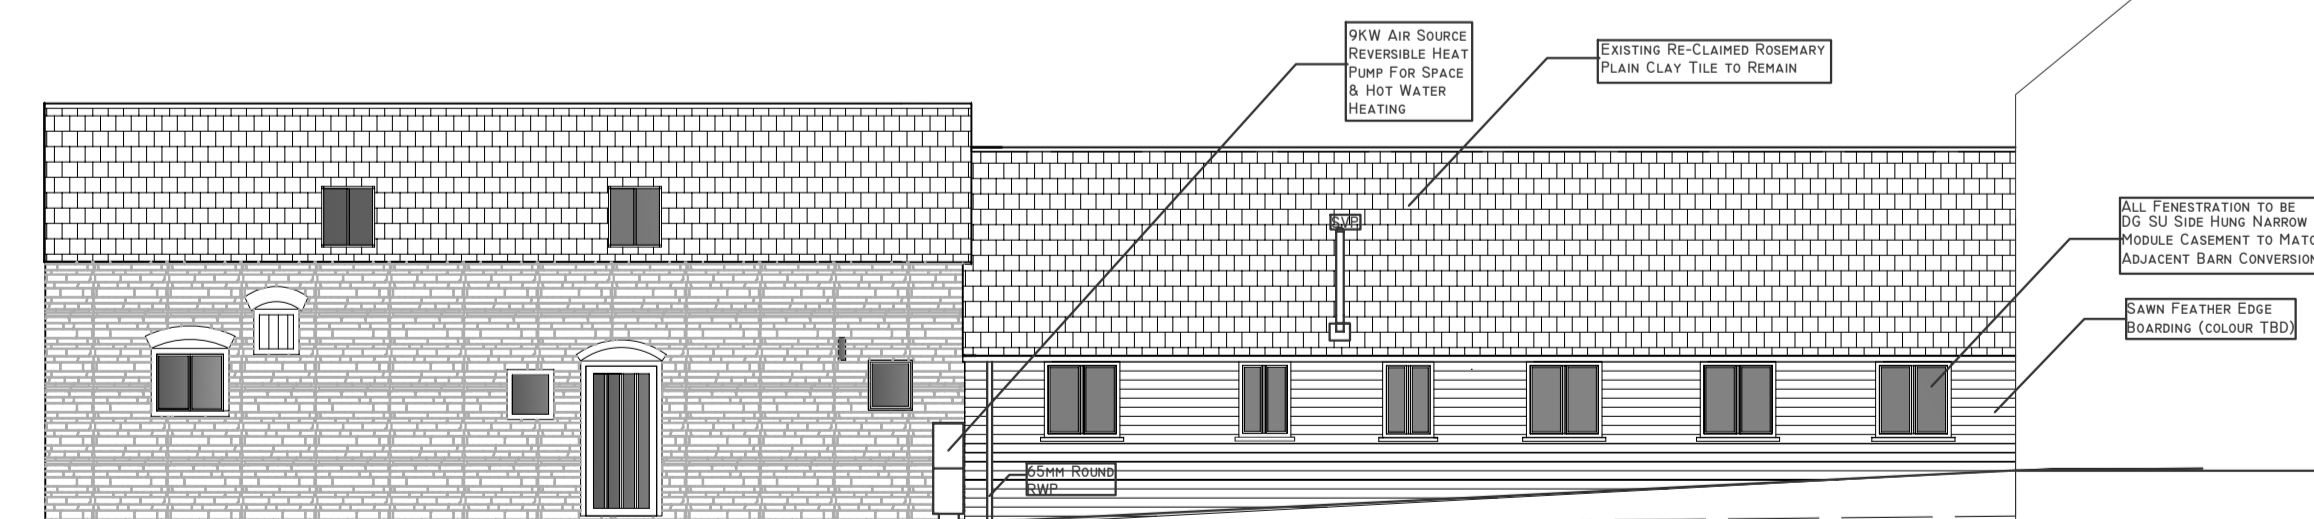 9KW AIR SOURCE
REVERSIBLE HEAT
PUMP FOR SPACE
& HOT WATER
HEATING
EXISTING RE-CLAIMED ROSEMARY
PLAIN CLAY TILE TO REMAIN
SVP
ALL FENESTRATION TO BE
DG SU SIDE HUNG NARROW
MODULE CASEMENT TO MATC
ADJACENT BARN CONVERSION
SAWN FEATHER EDGE
BOARDING (COLOUR TBD)
65MM ROUND
RWP